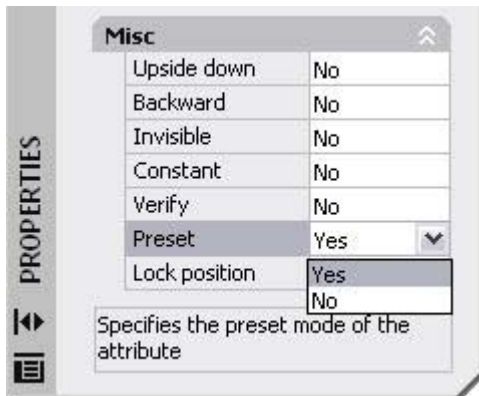 Misc
Upside down No
Backward No
Invisible No
Constant No
Verify No
Preset Yes
Lock position Yes
No
Specifies the preset mode of the
attribute
PROPERTIES